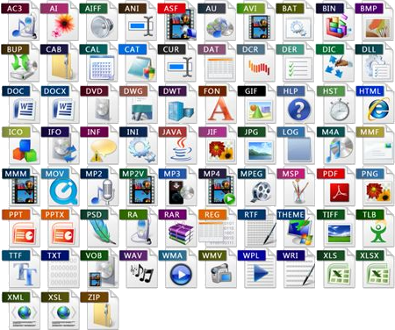 AC3 AI AIFF ANI ASF AU AVI BAT BIN BMP
BUP CAB CAL CAT CUR DAT DCR DER DIC DLL
DOC DOCX DVD DWG DWT FON GIF HLP HST HTML
ICO IFO INF INI JAVA JIF JPG LOG M4A MMF
MMM MOV MP2 MP2V MP3 MP4 MPEG MSP PDF PNG
PPT PPTX PSD RA RAR REG RTF THEME TIFF TLB
TTF TXT VOB WAV WMA WMV WPL WRI XLS XLSX
XML XSL ZIP